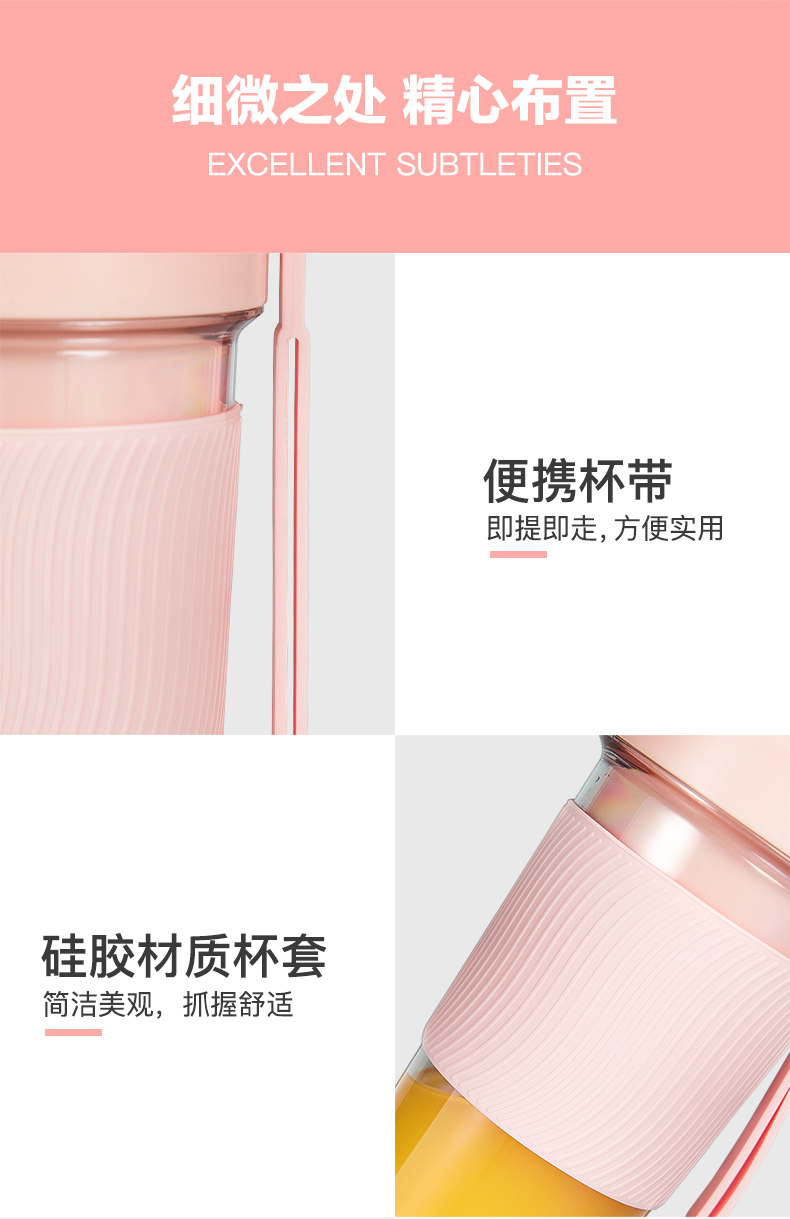 细微之处 精心布置
EXCELLENT SUBTLETIES
便携杯带
即提即走, 方便实用
硅胶材质杯套
简洁美观，抓握舒适